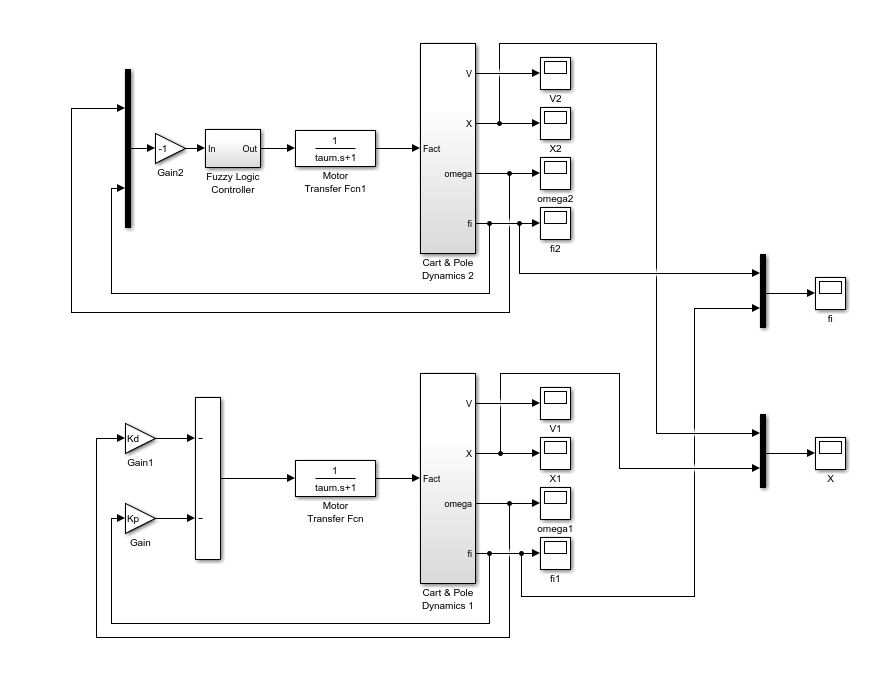 V
V2
X
X2
-1
Gain2
In Out
Fuzzy Logic
Controller
1
taum.s+1
Motor
Transfer Fcn1
Fact
omega
omega2
fi
fi2
Cart & Pole
Dynamics 2
fi
V
V1
X
X1
Kd
Gain1
−
Kp
Gain
−
1
taum.s+1
Motor
Transfer Fcn
Fact
omega
omega1
fi
fi1
Cart & Pole
Dynamics 1
X